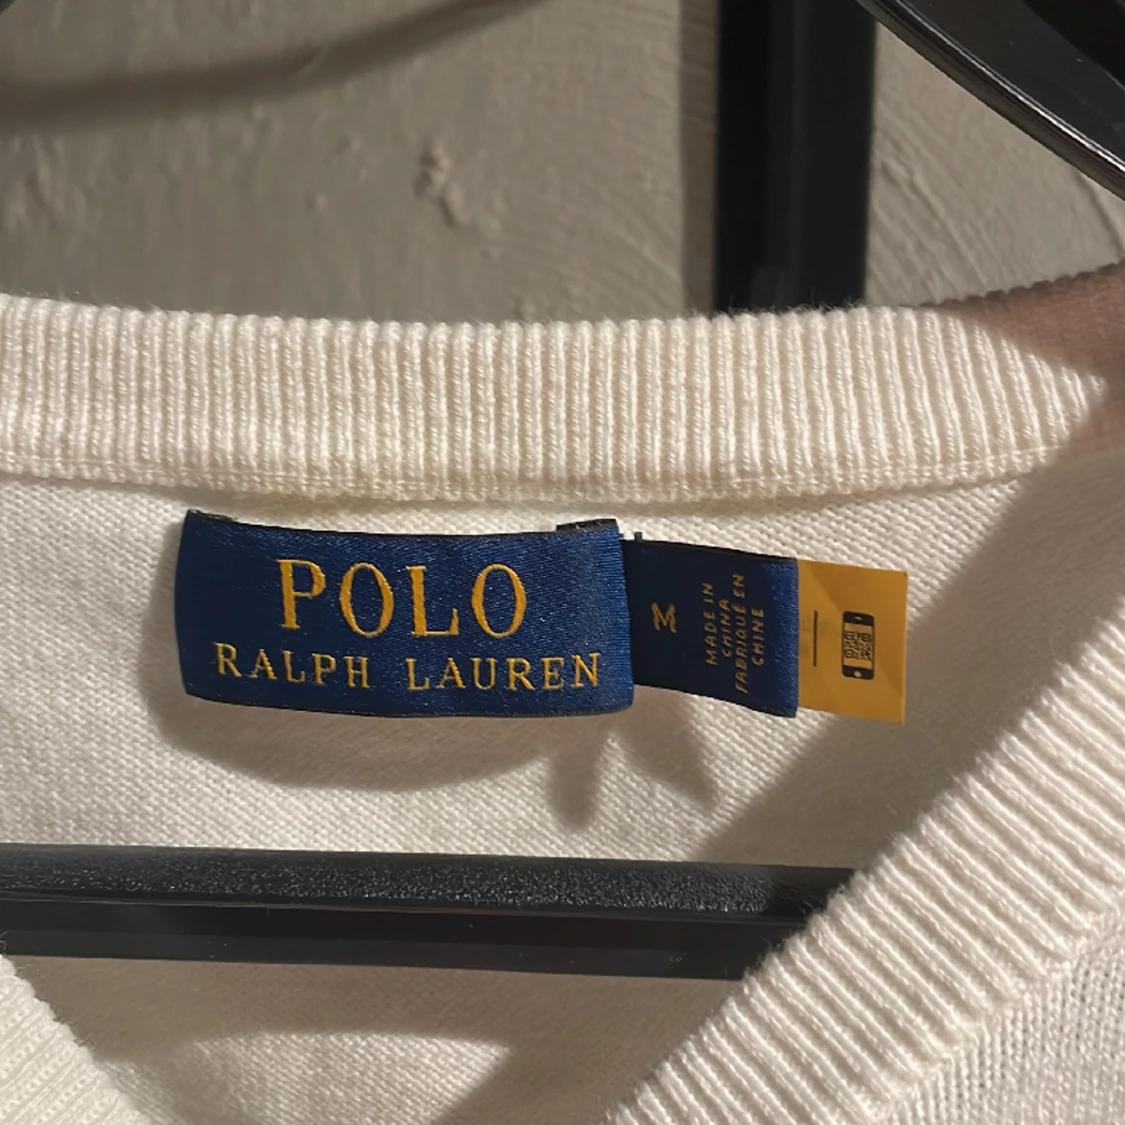 POLO
RALPH LAUREN
M
MADE IN
CHINA
FABRIQUÉ EN
CHINE